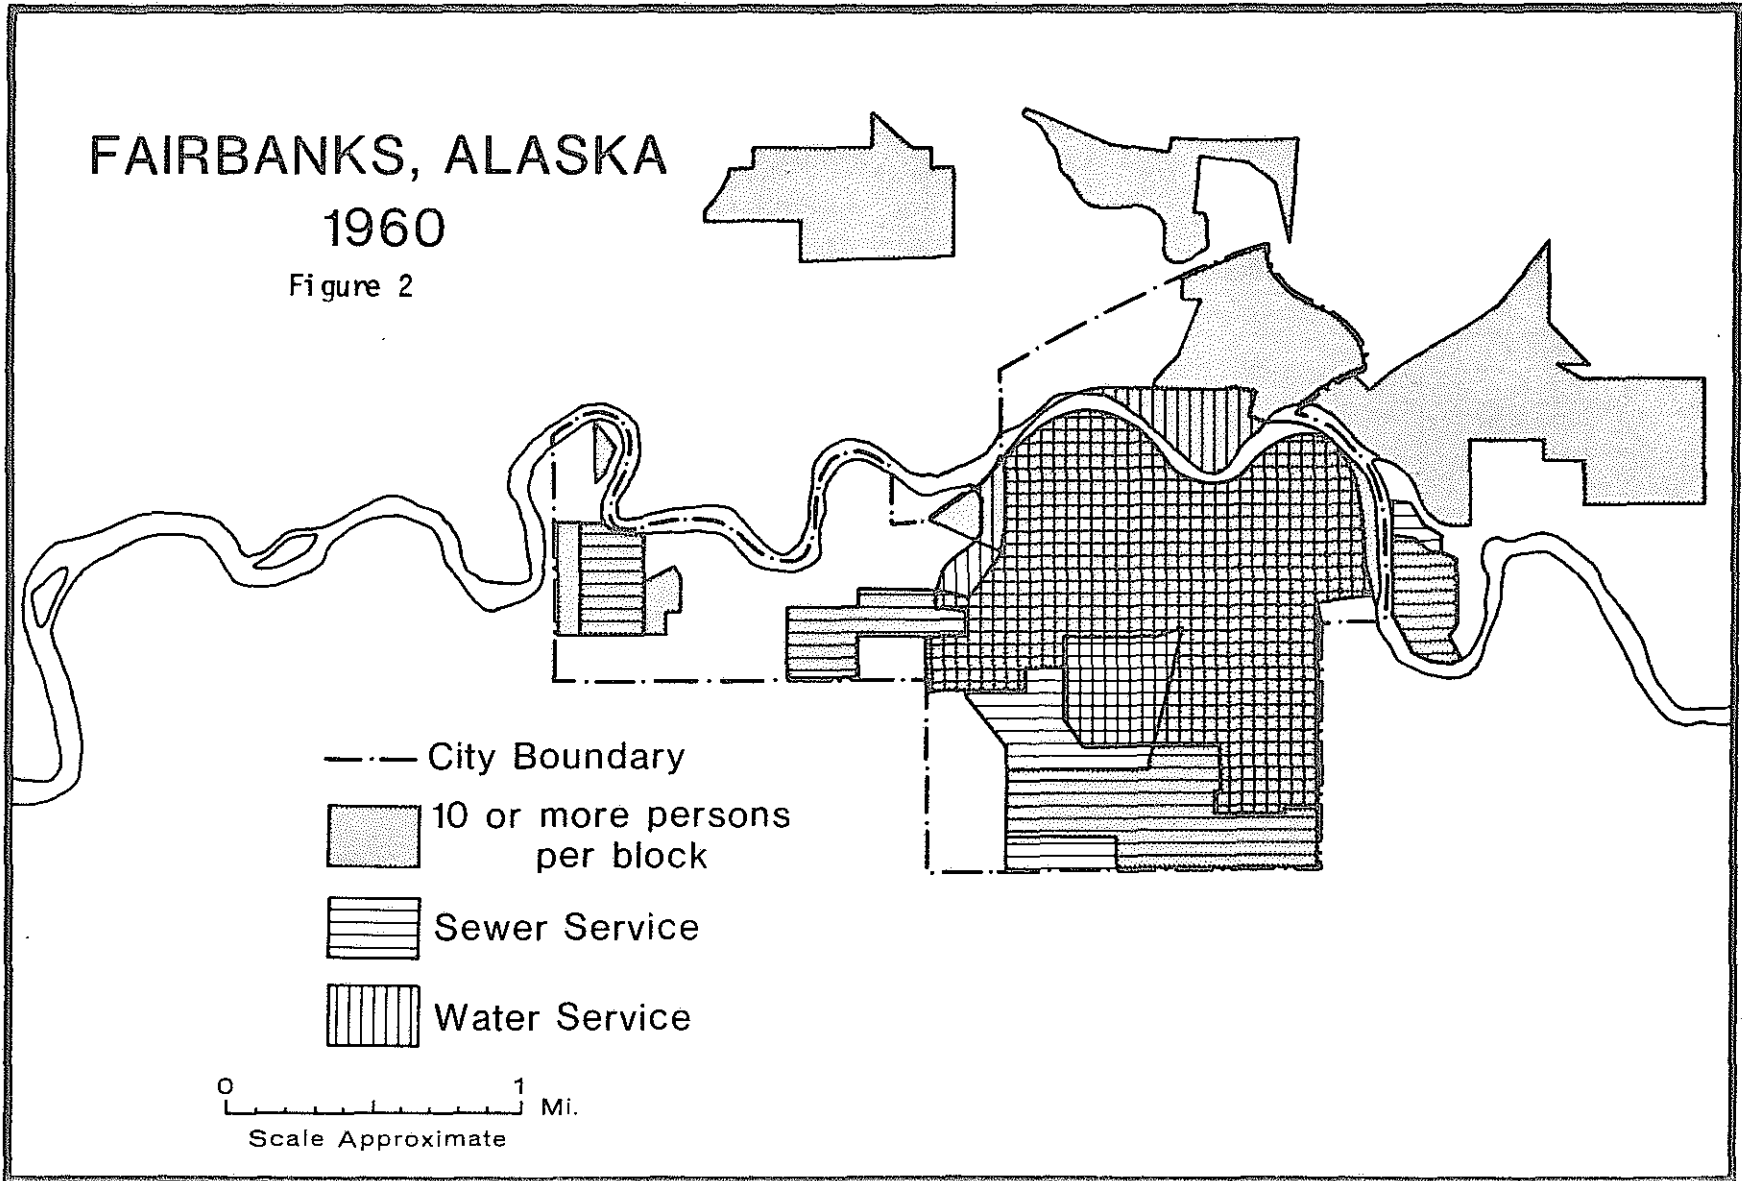 FAIRBANKS, ALASKA
1960
Figure 2
City Boundary
10 or more persons
per block
Sewer Service
Water Service
0 1
Mi.
Scale Approximate